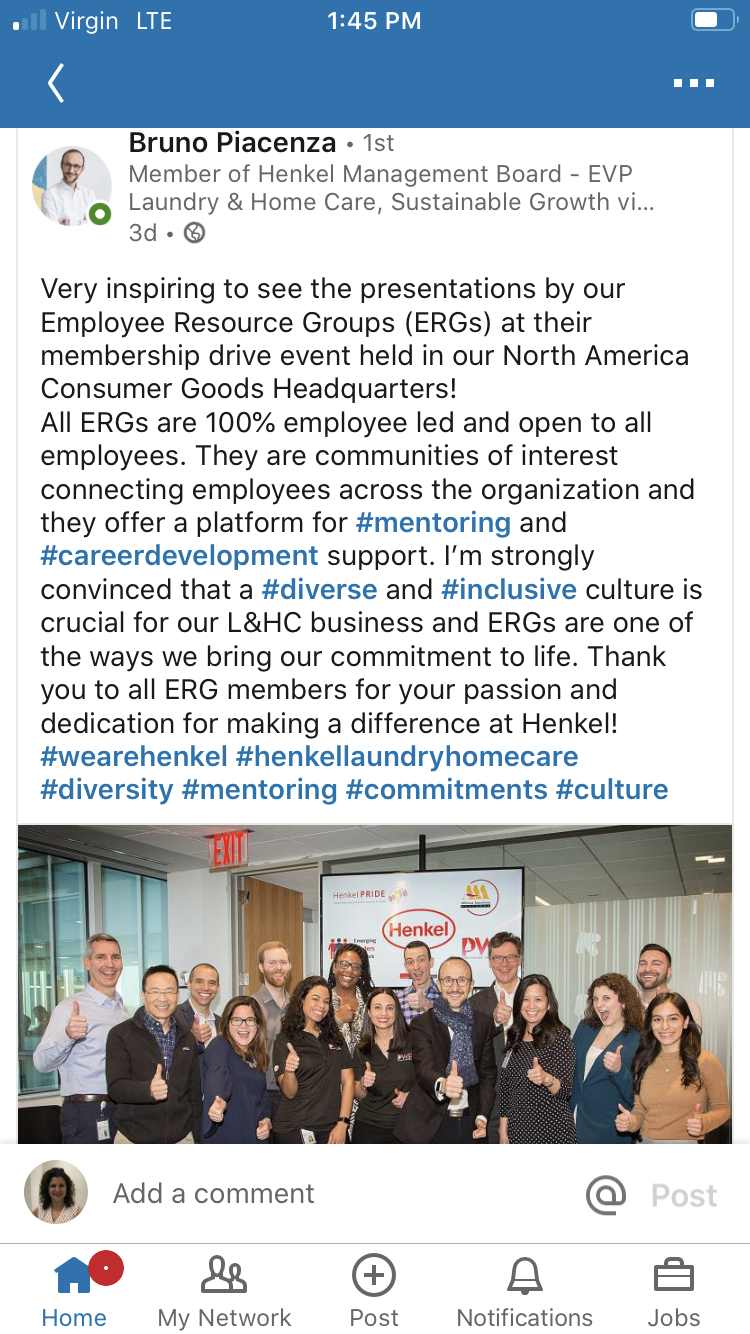 Virgin LTE 1:45 PM
Bruno Piacenza • 1st
Member of Henkel Management Board - EVP
Laundry & Home Care, Sustainable Growth vi...
3d •
Very inspiring to see the presentations by our
Employee Resource Groups (ERGs) at their
membership drive event held in our North America
Consumer Goods Headquarters!
All ERGs are 100% employee led and open to all
employees. They are communities of interest
connecting employees across the organization and
they offer a platform for #mentoring and
#careerdevelopment support. I’m strongly
convinced that a #diverse and #inclusive culture is
crucial for our L&HC business and ERGs are one of
the ways we bring our commitment to life. Thank
you to all ERG members for your passion and
dedication for making a difference at Henkel!
#wearehenkel #henkellaundryhomecare
#diversity #mentoring #commitments #culture
EXIT
Henkel PRIDE
Henkel
Emerging
Add a comment
@ Post
Home My Network Post Notifications Jobs